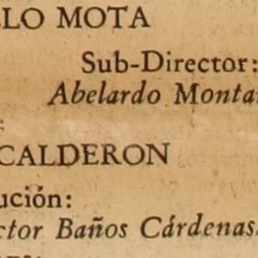 LO MOTA
Sub-Director:
Abelardo Monta
CALDERON
ución:
ctor Baños Cárdenas